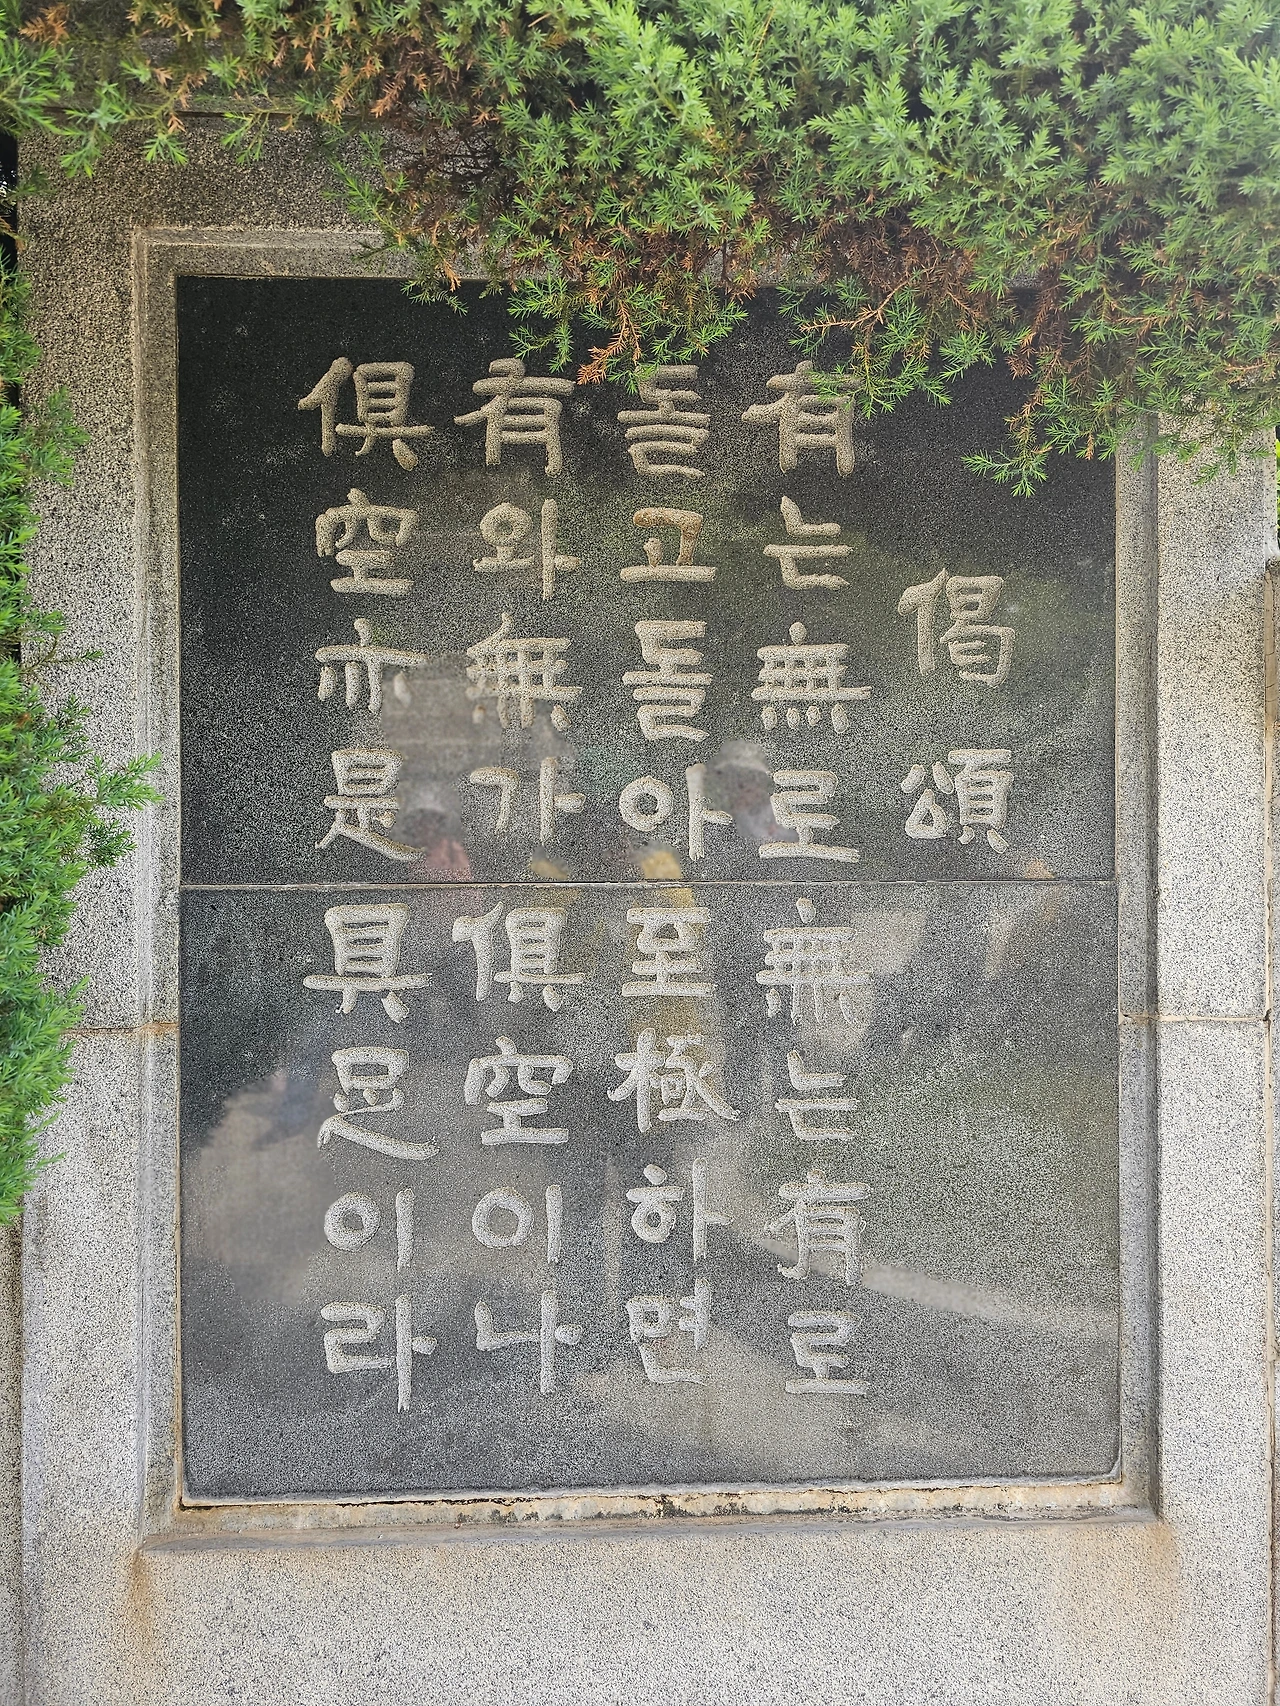 偈頌
有는無로無는有로
돌고돌아至極하면
有와無가俱空이나
俱空亦是具足이라